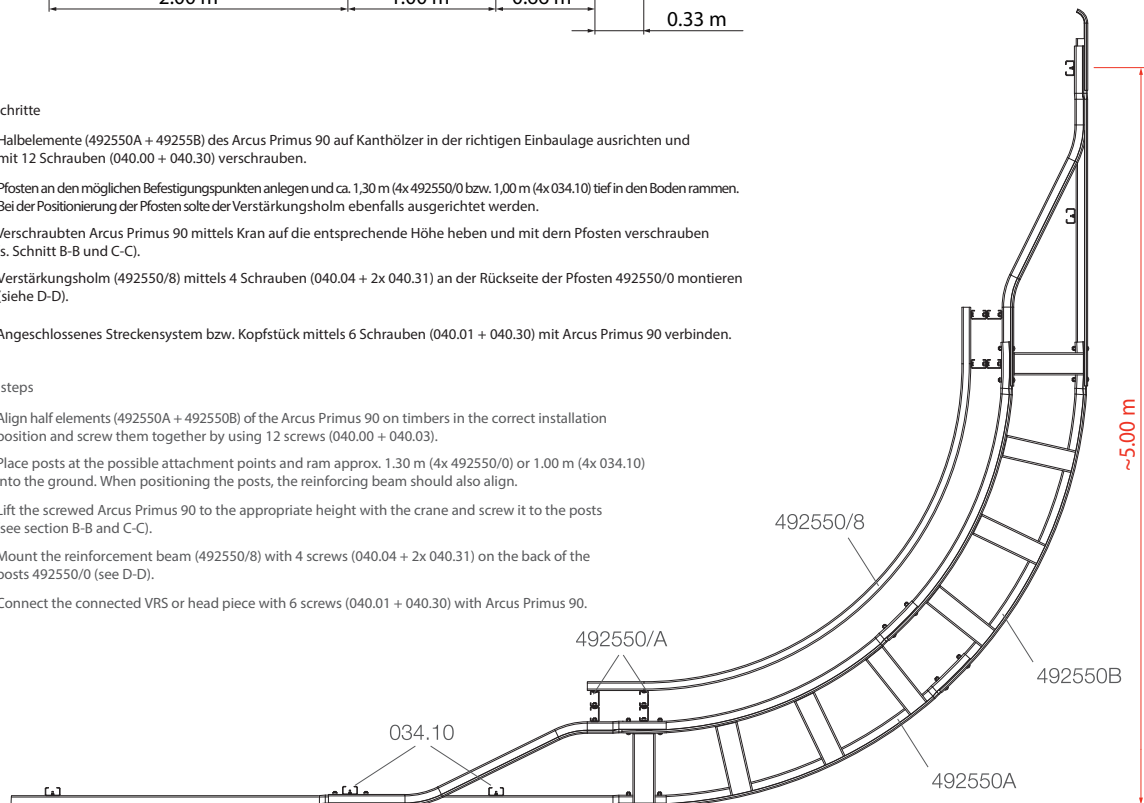 0.33 m
chritte
Halbelemente (492550A + 49255B) des Arcus Primus 90 auf Kanthölzer in der richtigen Einbaulage ausrichten und
mit 12 Schrauben (040.00 + 040.30) verschrauben.
Pfosten an den möglichen Befestigungspunkten anlegen und ca. 1,30 m (4x 492550/0 bzw. 1,00 m (4x 034.10) tief in den Boden rammen.
Bei der Positionierung der Pfosten solte der Verstärkungsholm ebenfalls ausgerichtet werden.
Verschraubten Arcus Primus 90 mittels Kran auf die entsprechende Höhe heben und mit dern Pfosten verschrauben
(s. Schnitt B-B und C-C).
Verstärkungsholm (492550/8) mittels 4 Schrauben (040.04 + 2x 040.31) an der Rückseite der Pfosten 492550/0 montieren
(siehe D-D).
Angeschlossenes Streckensystem bzw. Kopfstück mittels 6 Schrauben (040.01 + 040.30) mit Arcus Primus 90 verbinden.
steps
Align half elements (492550A + 492550B) of the Arcus Primus 90 on timbers in the correct installation
position and screw them together by using 12 screws (040.00 + 040.03).
Place posts at the possible attachment points and ram approx. 1.30 m (4x 492550/0) or 1.00 m (4x 034.10)
into the ground. When positioning the posts, the reinforcing beam should also align.
Lift the screwed Arcus Primus 90 to the appropriate height with the crane and screw it to the posts
(see section B-B and C-C).
Mount the reinforcement beam (492550/8) with 4 screws (040.04 + 2x 040.31) on the back of the
posts 492550/0 (see D-D).
Connect the connected VRS or head piece with 6 screws (040.01 + 040.30) with Arcus Primus 90.
~5.00 m
492550/8
492550/A
492550B
034.10
492550A